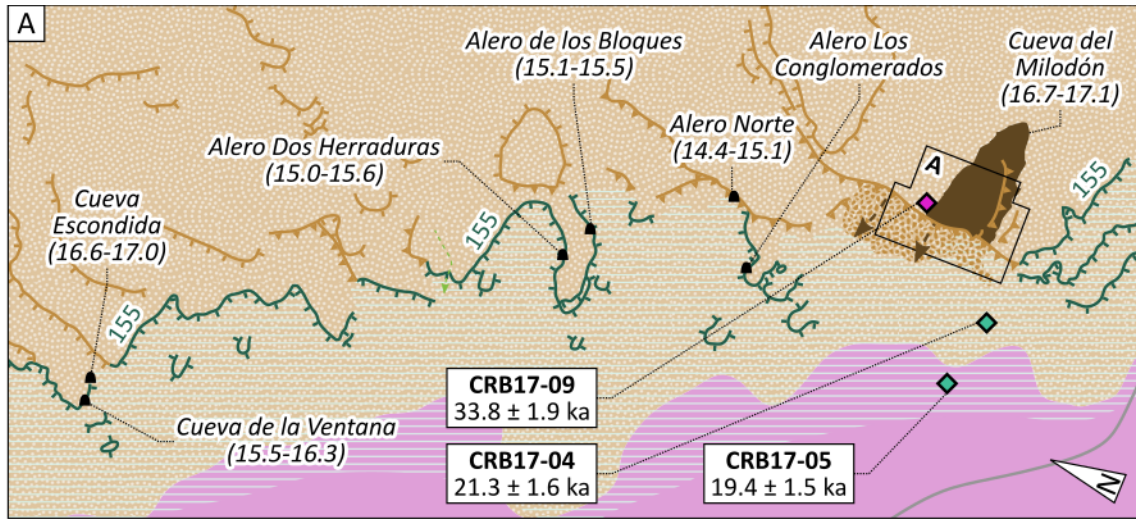 A
Alero de los Bloques
(15.1-15.5)
Alero Los
Conglomerados
Cueva del
Milodón
(16.7-17.1)
Alero Dos Herraduras
(15.0-15.6)
Alero Norte
(14.4-15.1)
A
155
Cueva
Escondida
(16.6-17.0)
155
155
CRB17-09
33.8 ± 1.9 ka
Cueva de la Ventana
(15.5-16.3)
CRB17-04
21.3 ± 1.6 ka
CRB17-05
19.4 ± 1.5 ka
N